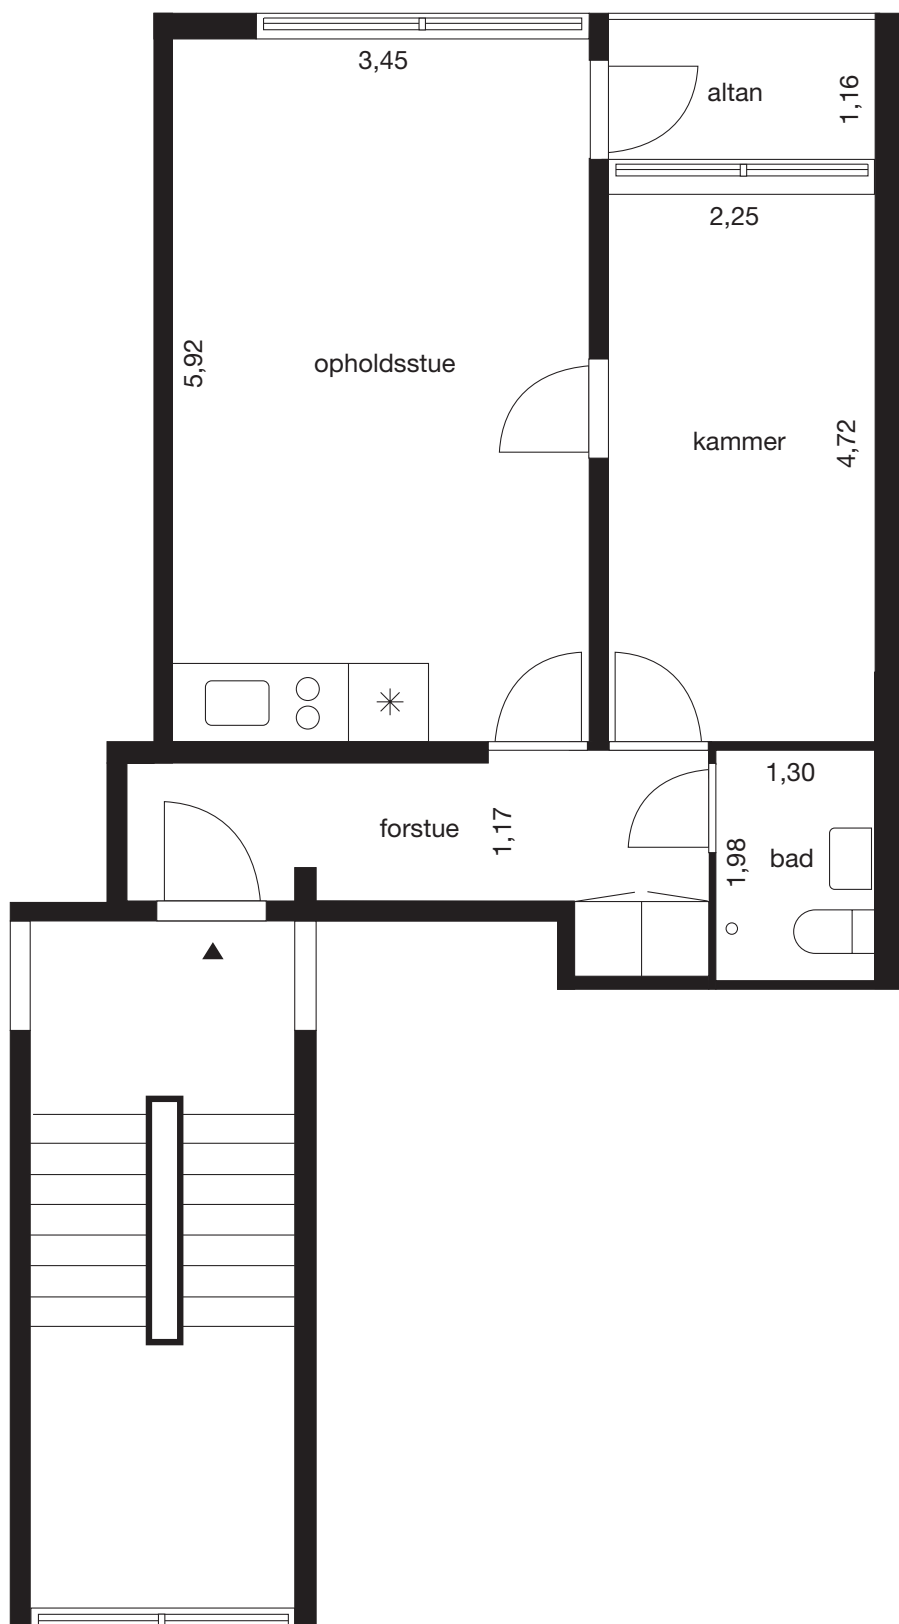 3,45
altan
1,16
2,25
5,92
opholdsstue
kammer
4,72
1,30
forstue
1,17
1,98
bad